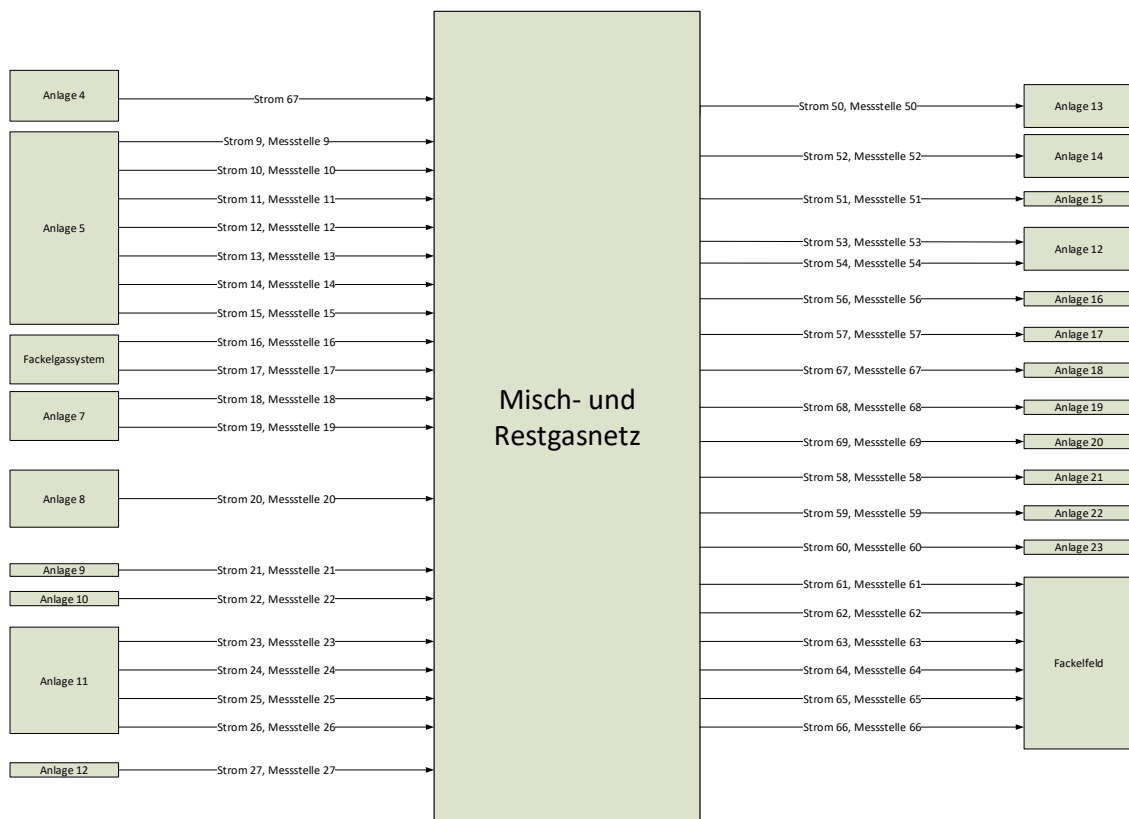 Anlage 4
Strom 67
Anlage 5
Strom 9, Messstelle 9
Strom 10, Messstelle 10
Strom 11, Messstelle 11
Strom 12, Messstelle 12
Strom 13, Messstelle 13
Strom 14, Messstelle 14
Strom 15, Messstelle 15
Fackelgassystem
Strom 16, Messstelle 16
Strom 17, Messstelle 17
Anlage 7
Strom 18, Messstelle 18
Strom 19, Messstelle 19
Anlage 8
Strom 20, Messstelle 20
Anlage 9
Strom 21, Messstelle 21
Anlage 10
Strom 22, Messstelle 22
Anlage 11
Strom 23, Messstelle 23
Strom 24, Messstelle 24
Strom 25, Messstelle 25
Strom 26, Messstelle 26
Anlage 12
Strom 27, Messstelle 27
Misch- und
Restgasnetz
Strom 50, Messstelle 50
Anlage 13
Strom 52, Messstelle 52
Anlage 14
Strom 51, Messstelle 51
Anlage 15
Strom 53, Messstelle 53
Strom 54, Messstelle 54
Anlage 12
Strom 56, Messstelle 56
Anlage 16
Strom 57, Messstelle 57
Anlage 17
Strom 67, Messstelle 67
Anlage 18
Strom 68, Messstelle 68
Anlage 19
Strom 69, Messstelle 69
Anlage 20
Strom 58, Messstelle 58
Anlage 21
Strom 59, Messstelle 59
Anlage 22
Strom 60, Messstelle 60
Anlage 23
Strom 61, Messstelle 61
Strom 62, Messstelle 62
Strom 63, Messstelle 63
Strom 64, Messstelle 64
Strom 65, Messstelle 65
Strom 66, Messstelle 66
Fackelfeld